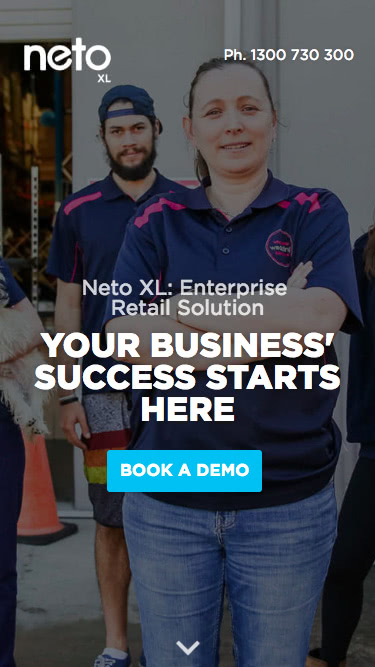 neto
XL
Ph. 1300 730 300
Neto XL: Enterprise
Retail Solution
YOUR BUSINESS'
SUCCESS STARTS
HERE
BOOK A DEMO